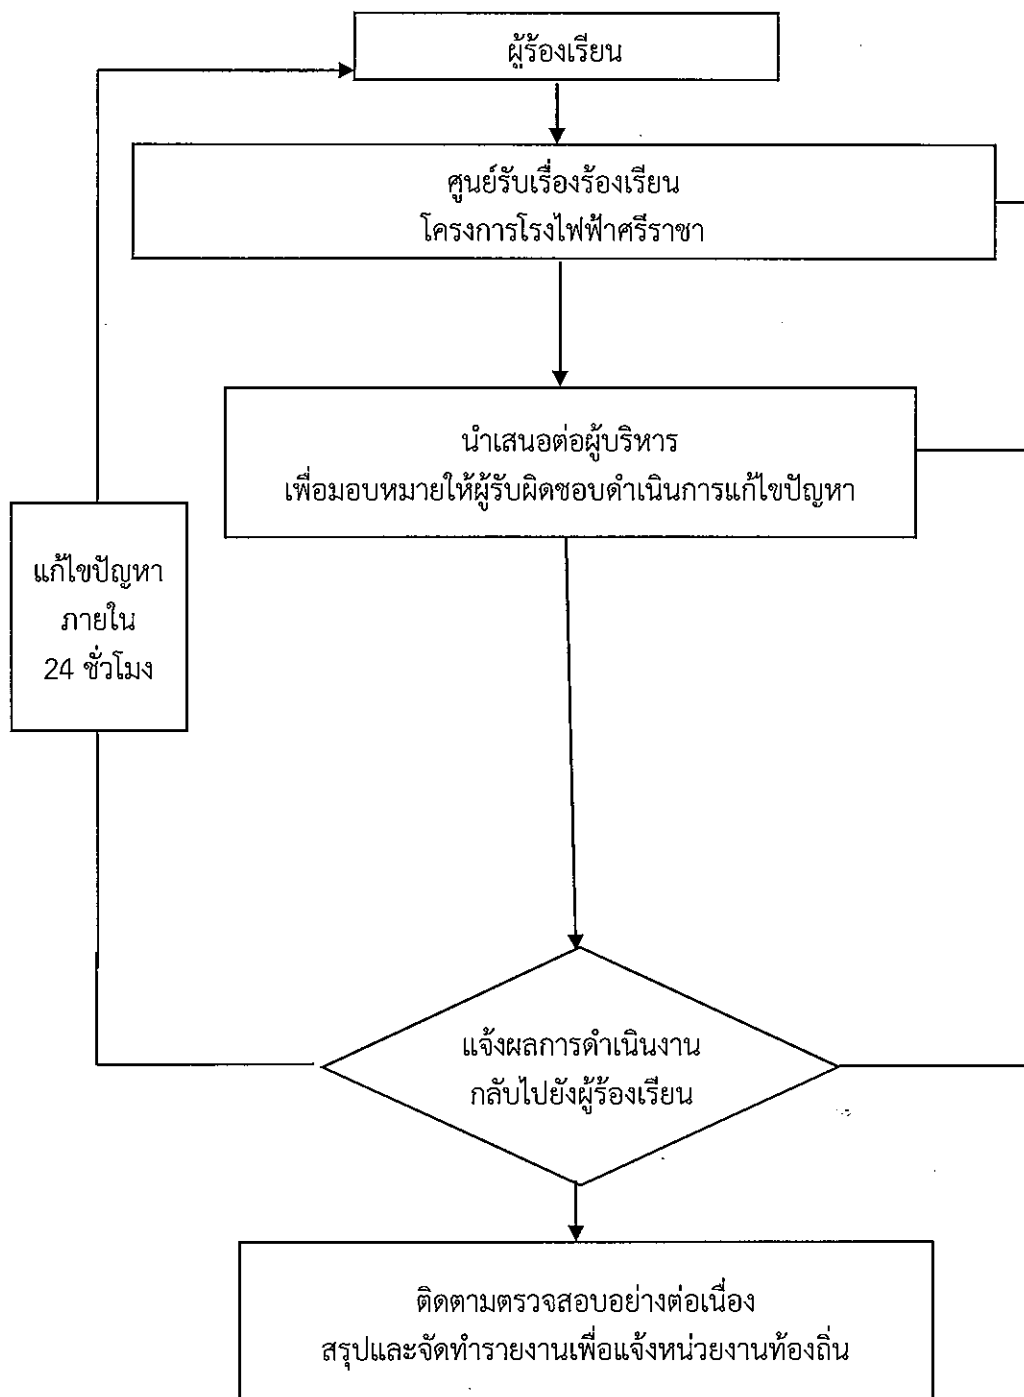 ผู้ร้องเรียน
ศูนย์รับเรื่องร้องเรียน
โครงการโรงไฟฟ้าศรีราชา
นำเสนอต่อผู้บริหาร
เพื่อมอบหมายให้ผู้รับผิดชอบดำเนินการแก้ไขปัญหา
แก้ไขปัญหา
ภายใน
24 ชั่วโมง
แจ้งผลการดำเนินงาน
กลับไปยังผู้ร้องเรียน
ติดตามตรวจสอบอย่างต่อเนื่อง
สรุปและจัดทำรายงานเพื่อแจ้งหน่วยงานท้องถิ่น